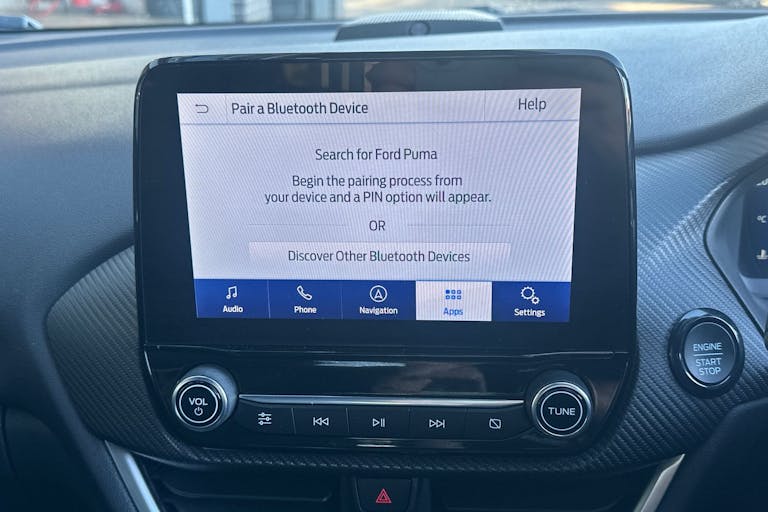 Pair a Bluetooth Device
Help
Search for Ford Puma
Begin the pairing process from
your device and a PIN option will appear.
OR
Discover Other Bluetooth Devices
Audio
Phone
Navigation
Apps
Settings
°C
ENGINE
START
STOP
VOL
TUNE